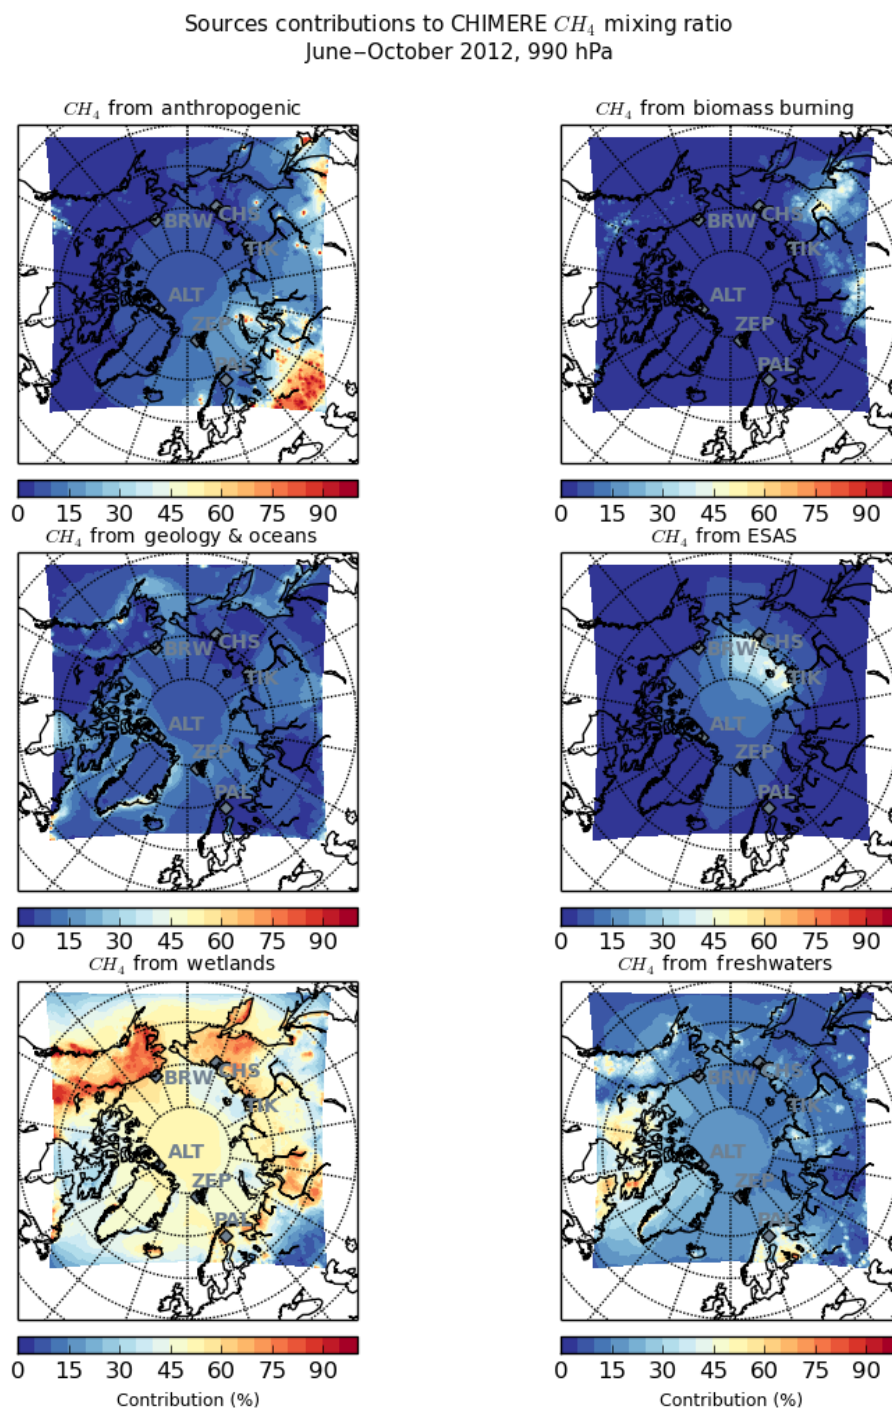 Sources contributions to CHIMERE CH₄ mixing ratio
June−October 2012, 990 hPa
CH₄ from anthropogenic
BRW
CHS
TIK
ALT
ZEP
PAL
0 15 30 45 60 75 90
CH₄ from biomass burning
BRW
CHS
TIK
ALT
ZEP
PAL
0 15 30 45 60 75 90
CH₄ from geology & oceans
BRW
CHS
TIK
ALT
ZEP
PAL
0 15 30 45 60 75 90
CH₄ from ESAS
BRW
CHS
TIK
ALT
ZEP
PAL
0 15 30 45 60 75 90
CH₄ from wetlands
BRW
CHS
TIK
ALT
ZEP
PAL
0 15 30 45 60 75 90
Contribution (%)
CH₄ from freshwaters
BRW
CHS
TIK
ALT
ZEP
PAL
0 15 30 45 60 75 90
Contribution (%)